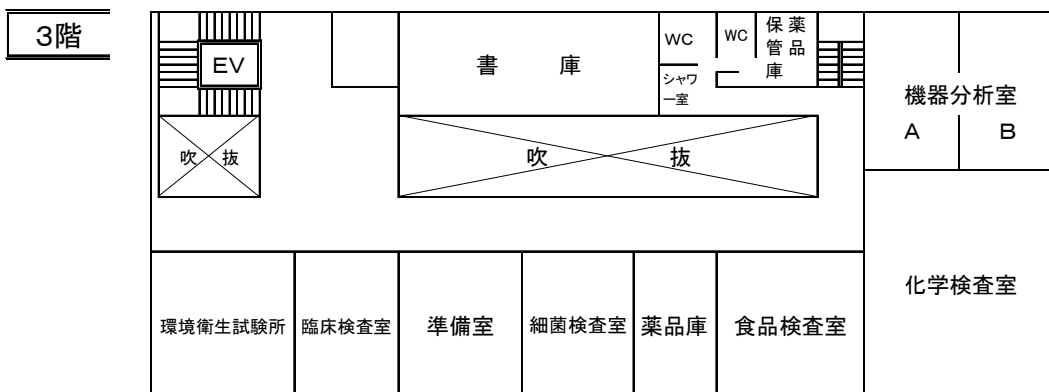 3階
EV
書 庫
WC
WC
保 薬
管 品
庫
シャワ
ー室
機器分析室
A B
吹 抜
吹 抜
化学検査室
環境衛生試験所
臨床検査室
準備室
細菌検査室
薬品庫
食品検査室